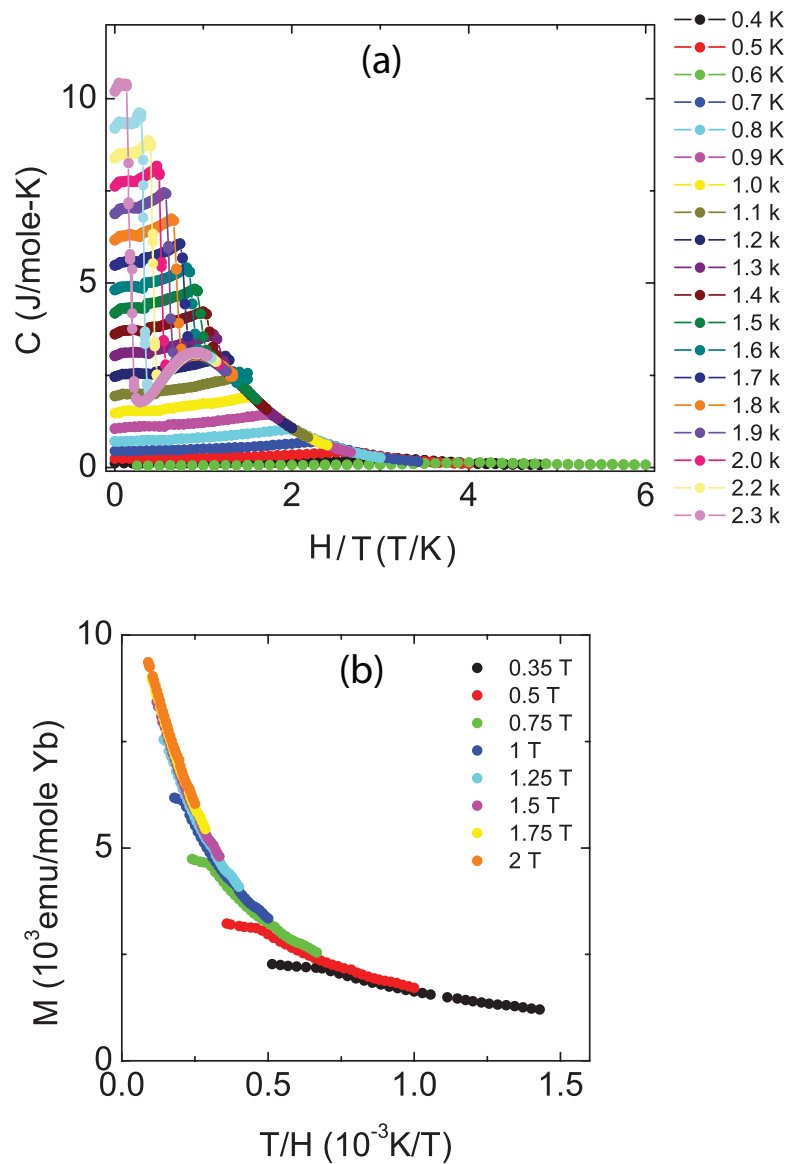 (a)
10
5
0
C (J/mole-K)
0 2 4 6
H/T (T/K)
0.4 K
0.5 K
0.6 K
0.7 K
0.8 K
0.9 K
1.0 k
1.1 k
1.2 k
1.3 k
1.4 k
1.5 k
1.6 k
1.7 k
1.8 k
1.9 k
2.0 k
2.2 k
2.3 k
(b)
10
5
0
M (10³emu/mole Yb)
0.0 0.5 1.0 1.5
T/H (10⁻³K/T)
0.35 T
0.5 T
0.75 T
1 T
1.25 T
1.5 T
1.75 T
2 T